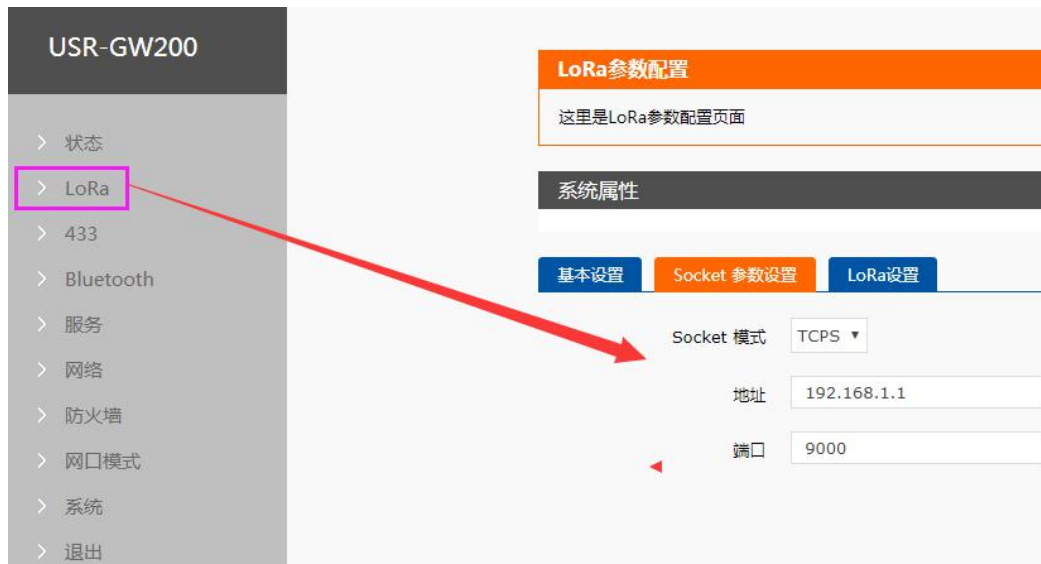 USR-GW200
状态
LoRa
433
Bluetooth
服务
网络
防火墙
网口模式
系统
退出
LoRa参数配置
这里是LoRa参数配置页面
系统属性
基本设置 Socket 参数设置 LoRa设置
Socket 模式 TCPS
地址 192.168.1.1
端口 9000